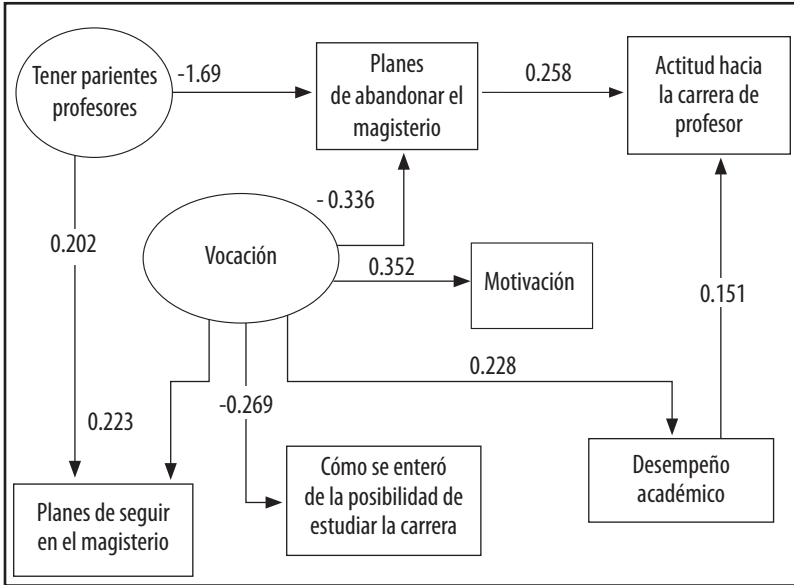 Tener parientes
profesores
-1.69
Planes
de abandonar el
magisterio
0.258
Actitud hacia
la carrera de
profesor
- 0.336
0.202
Vocación
0.352
Motivación
0.151
0.228
-0.269
0.223
Cómo se enteró
de la posibilidad de
estudiar la carrera
Desempeño
académico
Planes de seguir
en el magisterio